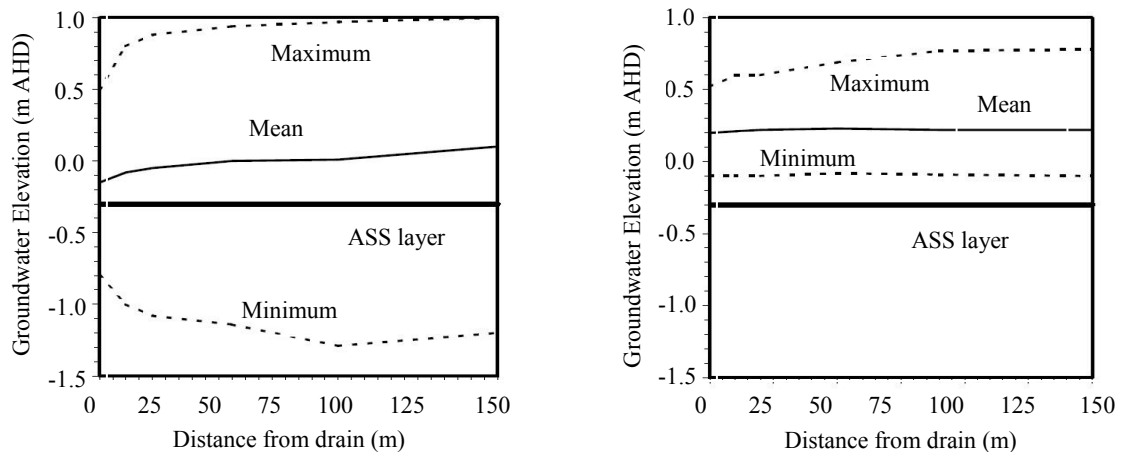 Groundwater Elevation (m AHD)
1.0
0.5
0.0
-0.5
-1.0
-1.5
Maximum
Mean
ASS layer
Minimum
0 25 50 75 100 125 150
Distance from drain (m)
Groundwater Elevation (m AHD)
1.0
0.5
0.0
-0.5
-1.0
-1.5
Maximum
Mean
Minimum
ASS layer
0 25 50 75 100 125 150
Distance from drain (m)